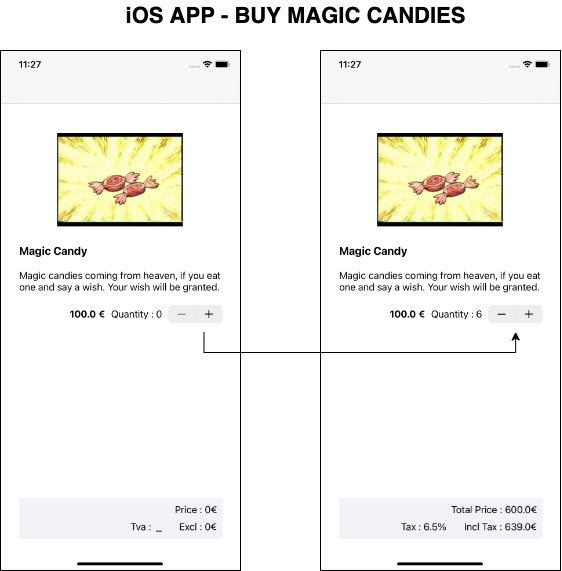 iOS APP - BUY MAGIC CANDIES
11:27
Magic Candy
Magic candies coming from heaven, if you eat
one and say a wish. Your wish will be granted.
100.0 € Quantity : 0 − +
Price : 0€
Tva : _ Excl : 0€
11:27
Magic Candy
Magic candies coming from heaven, if you eat
one and say a wish. Your wish will be granted.
100.0 € Quantity : 6 − +
Total Price : 600.0€
Tax : 6.5% Incl Tax : 639.0€